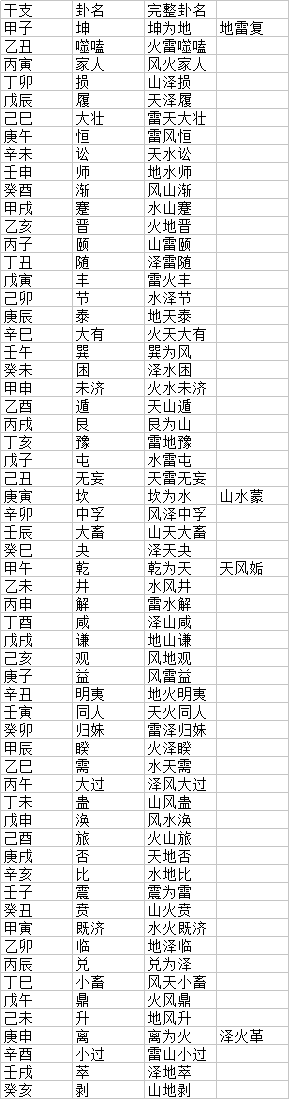 干支 卦名 完整卦名
甲子 坤 坤为地 地雷复
乙丑 噬嗑 火雷噬嗑
丙寅 家人 风火家人
丁卯 损 山泽损
戊辰 履 天泽履
己巳 大壮 雷天大壮
庚午 恒 雷风恒
辛未 讼 天水讼
壬申 师 地水师
癸酉 渐 风山渐
甲戌 蹇 水山蹇
乙亥 晋 火地晋
丙子 颐 山雷颐
丁丑 随 泽雷随
戊寅 丰 雷火丰
己卯 节 水泽节
庚辰 泰 地天泰
辛巳 大有 火天大有
壬午 巽 巽为风
癸未 困 泽水困
甲申 未济 火水未济
乙酉 遁 天山遁
丙戌 艮 艮为山
丁亥 豫 雷地豫
戊子 屯 水雷屯
己丑 无妄 天雷无妄
庚寅 坎 坎为水 山水蒙
辛卯 中孚 风泽中孚
壬辰 大畜 山天大畜
癸巳 夬 泽天夬
甲午 乾 乾为天 天风姤
乙未 井 水风井
丙申 解 雷水解
丁酉 咸 泽山咸
戊戌 谦 地山谦
己亥 观 风地观
庚子 益 风雷益
辛丑 明夷 地火明夷
壬寅 同人 天火同人
癸卯 归妹 雷泽归妹
甲辰 睽 火泽睽
乙巳 需 水天需
丙午 大过 泽风大过
丁未 蛊 山风蛊
戊申 涣 风水涣
己酉 旅 火山旅
庚戌 否 天地否
辛亥 比 水地比
壬子 震 震为雷
癸丑 贲 山火贲
甲寅 既济 水火既济
乙卯 临 地泽临
丙辰 兑 兑为泽
丁巳 小畜 风天小畜
戊午 鼎 火风鼎
己未 升 地风升
庚申 离 离为火 泽火革
辛酉 小过 雷山小过
壬戌 萃 泽地萃
癸亥 剥 山地剥